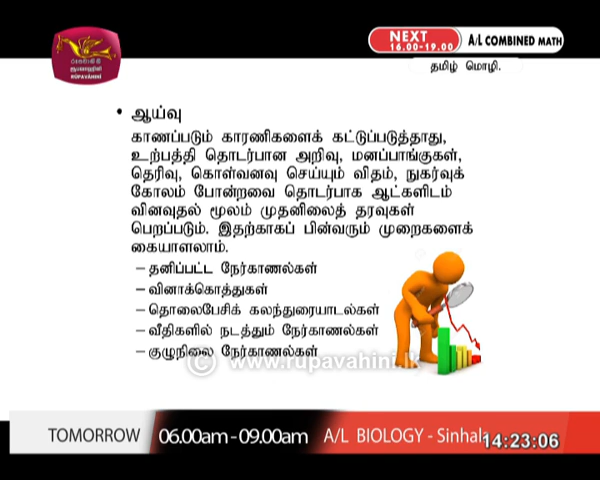 NEXT
16.00-19.00
A/L COMBINED MATH
தமிழ் மொழி.
RUPAVAHINI
• ஆய்வு
காணப்படும் காரணிகளைக் கட்டுப்படுத்தாது,
உற்பத்தி தொடர்பான அறிவு, மனப்பாங்குகள்,
தெரிவு, கொள்வனவு செய்யும் விதம், நுகர்வுக்
கோலம் போன்றவை தொடர்பாக ஆட்களிடம்
வினவுதல் மூலம் முதனிலைத் தரவுகள்
பெறப்படும். இதற்காகப் பின்வரும் முறைகளைக்
கையாளலாம்.
– தனிப்பட்ட நேர்காணல்கள்
– வினாக்கொத்துகள்
– தொலைபேசிக் கலந்துரையாடல்கள்
– வீதிகளில் நடத்தும் நேர்காணல்கள்
– குழுநிலை நேர்காணல்கள்
© www.rupavahini.lk
TOMORROW 06.00am - 09.00am A/L BIOLOGY - Sinhala
14:23:06